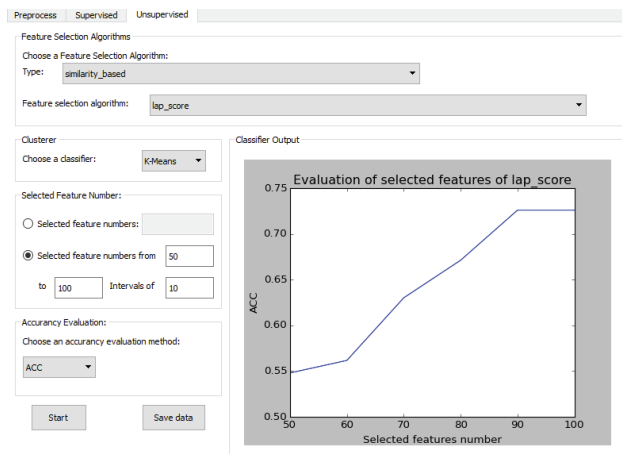 Preprocess Supervised Unsupervised
Feature Selection Algorithms
Choose a Feature Selection Algorithm:
Type: similarity_based
Feature selection algorithm: lap_score
Clusterer
Choose a classifier: K-Means
Selected Feature Number:
Selected feature numbers:
Selected feature numbers from 50
to 100 Intervals of 10
Accurancy Evaluation:
Choose an accurancy evaluation method:
ACC
Start Save data
Classifier Output
Evaluation of selected features of lap_score
0.75
0.70
0.65
0.60
0.55
0.50
ACC
50 60 70 80 90 100
Selected features number